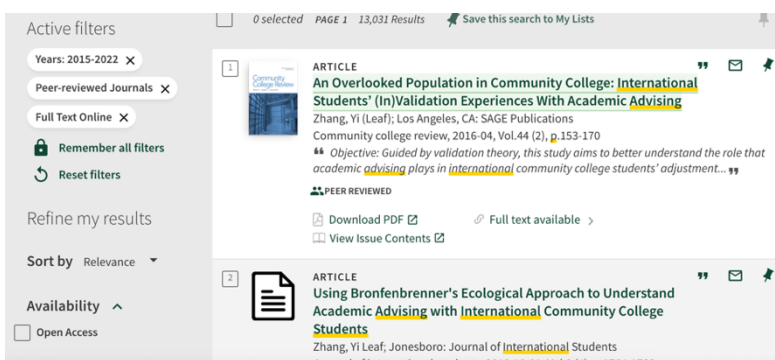 Active filters
Years: 2015-2022 ×
Peer-reviewed Journals ×
Full Text Online ×
Remember all filters
Reset filters
Refine my results
Sort by Relevance
Availability
Open Access
0 selected PAGE 1 13,031 Results Save this search to My Lists
1
Community
College Review
ARTICLE
An Overlooked Population in Community College: International
Students' (In)Validation Experiences With Academic Advising
Zhang, Yi (Leaf); Los Angeles, CA: SAGE Publications
Community college review, 2016-04, Vol.44 (2), p.153-170
❝ Objective: Guided by validation theory, this study aims to better understand the role that
academic advising plays in international community college students' adjustment... ❞
PEER REVIEWED
Download PDF Full text available >
View Issue Contents
2
ARTICLE
Using Bronfenbrenner's Ecological Approach to Understand
Academic Advising with International Community College
Students
Zhang, Yi Leaf; Jonesboro: Journal of International Students